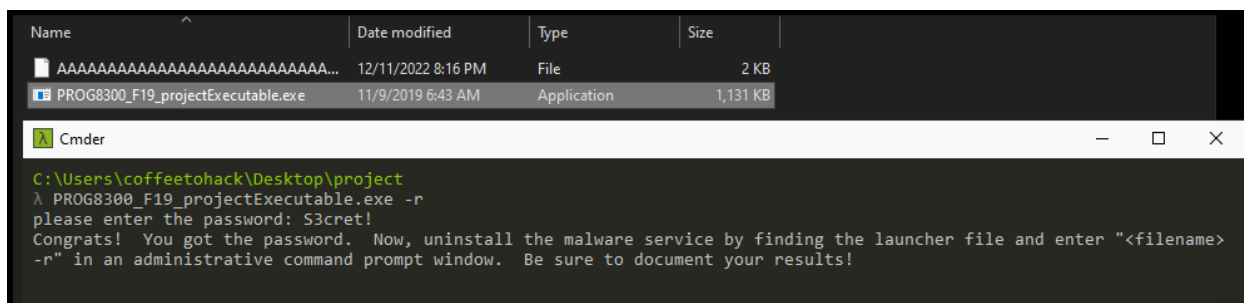 Name Date modified Type Size
AAAAAAAAAAAAAAAAAAAAAAAAAAA... 12/11/2022 8:16 PM File 2 KB
PROG8300_F19_projectExecutable.exe 11/9/2019 6:43 AM Application 1,131 KB
λ Cmder
C:\Users\coffeetohack\Desktop\project
λ PROG8300_F19_projectExecutable.exe -r
please enter the password: S3cret!
Congrats!  You got the password.  Now, uninstall the malware service by finding the launcher file and enter "<filename>
-r" in an administrative command prompt window.  Be sure to document your results!